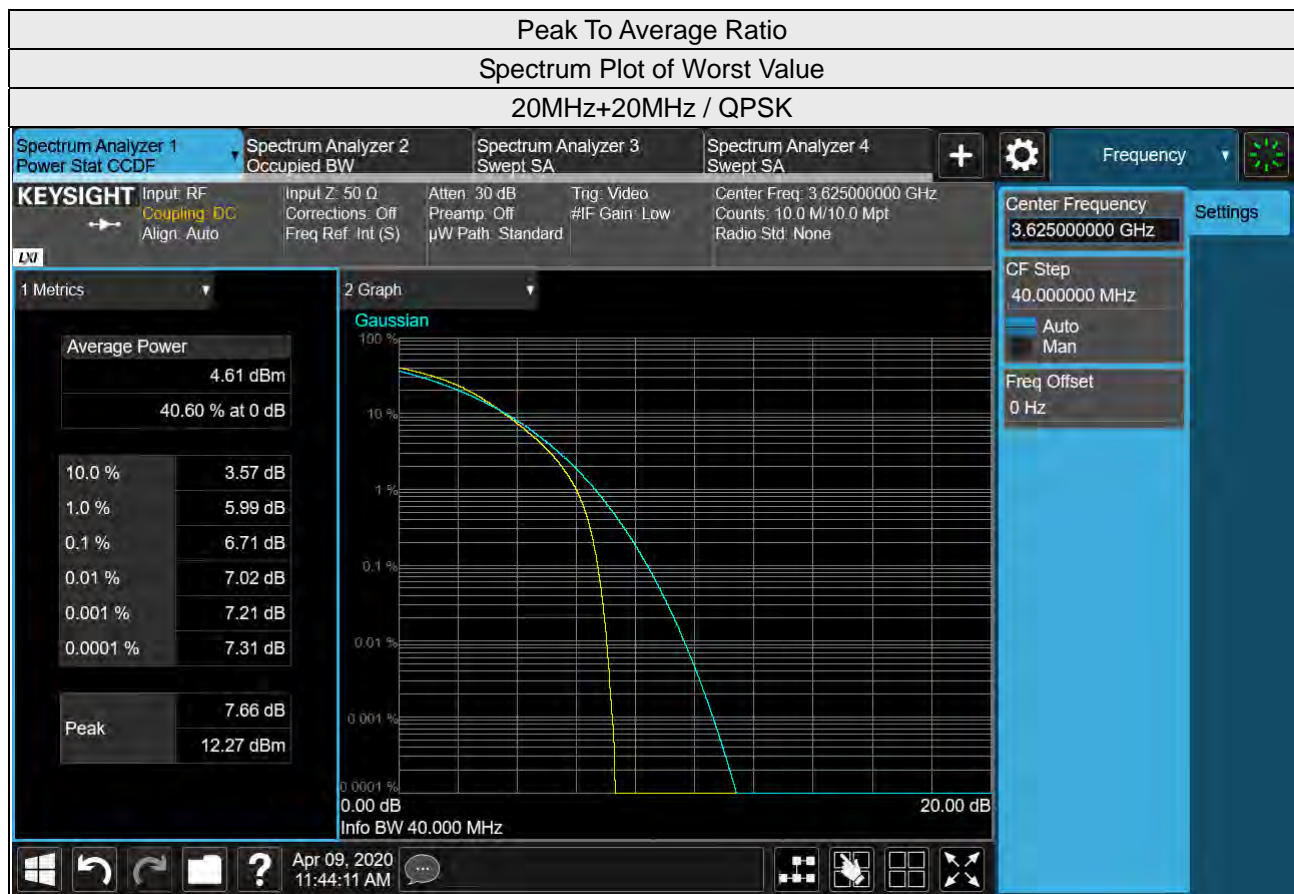 Peak To Average Ratio
Spectrum Plot of Worst Value
20MHz+20MHz / QPSK
Spectrum Analyzer 1
Power Stat CCDF
Spectrum Analyzer 2
Occupied BW
Spectrum Analyzer 3
Swept SA
Spectrum Analyzer 4
Swept SA
+
Frequency
KEYSIGHT
LXI
Input: RF
Coupling: DC
Align: Auto
Input Z: 50 Ω
Corrections: Off
Freq Ref: Int (S)
Atten: 30 dB
Preamp: Off
µW Path: Standard
Trig: Video
#IF Gain: Low
Center Freq: 3.625000000 GHz
Counts: 10.0 M/10.0 Mpt
Radio Std: None
Center Frequency
3.625000000 GHz
Settings
CF Step
40.000000 MHz
Auto
Man
Freq Offset
0 Hz
1 Metrics
Average Power
4.61 dBm
40.60 % at 0 dB
10.0 % 3.57 dB
1.0 % 5.99 dB
0.1 % 6.71 dB
0.01 % 7.02 dB
0.001 % 7.21 dB
0.0001 % 7.31 dB
Peak
7.66 dB
12.27 dBm
2 Graph
Gaussian
100 %
10 %
1 %
0.1 %
0.01 %
0.001 %
0.0001 %
0.00 dB 20.00 dB
Info BW 40.000 MHz
?
Apr 09, 2020
11:44:11 AM